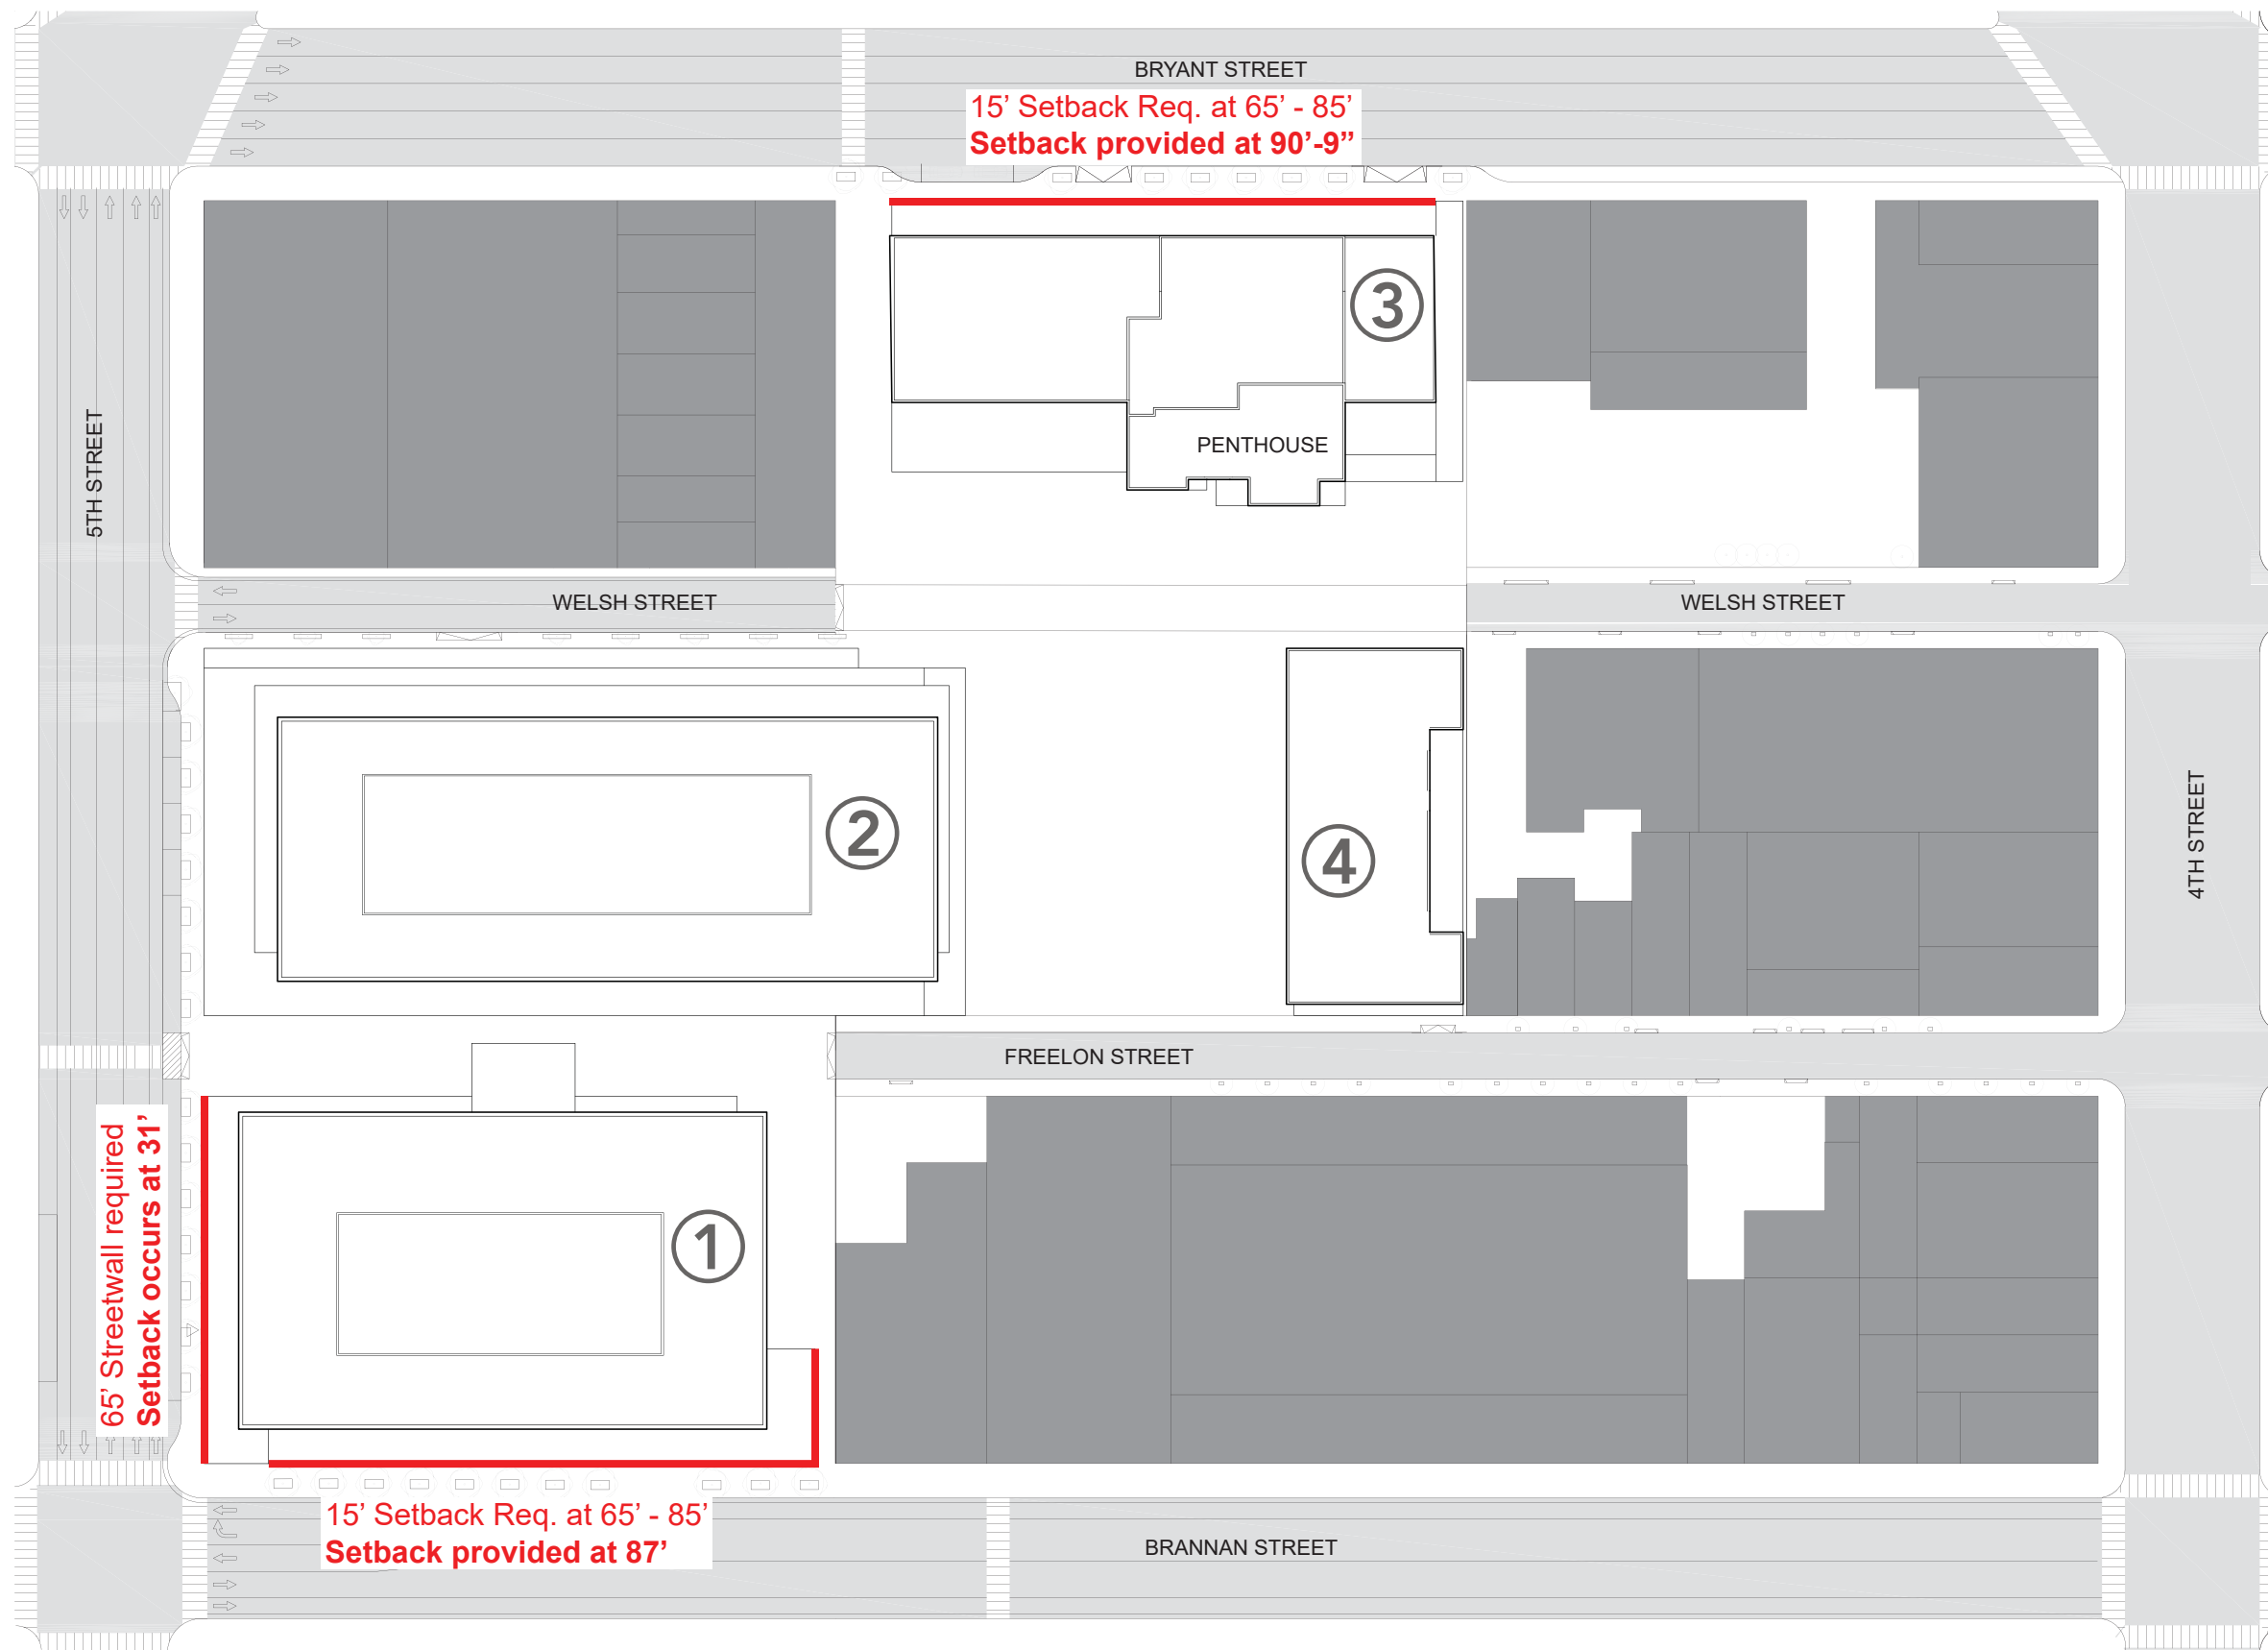 BRYANT STREET
15’ Setback Req. at 65’ - 85’
Setback provided at 90’-9”
3
5TH STREET
PENTHOUSE
WELSH STREET
WELSH STREET
2
4
4TH STREET
FREELON STREET
65’ Streetwall required
Setback occurs at 31’
1
15’ Setback Req. at 65’ - 85’
Setback provided at 87’
BRANNAN STREET